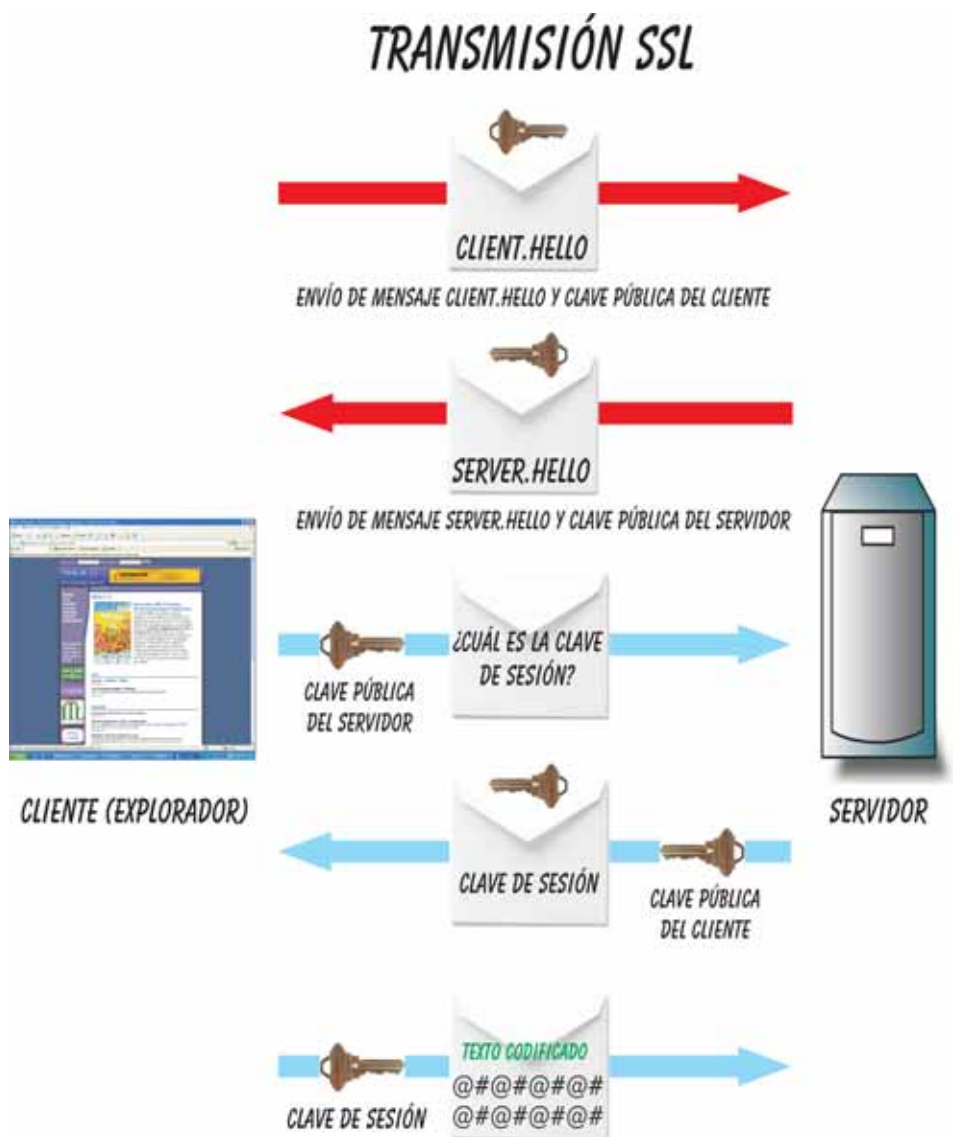 TRANSMISIÓN SSL
CLIENT.HELLO
ENVÍO DE MENSAJE CLIENT.HELLO Y CLAVE PÚBLICA DEL CLIENTE
SERVER.HELLO
ENVÍO DE MENSAJE SERVER.HELLO Y CLAVE PÚBLICA DEL SERVIDOR
¿CUÁL ES LA CLAVE
DE SESIÓN?
CLAVE PÚBLICA
DEL SERVIDOR
CLIENTE (EXPLORADOR)
SERVIDOR
CLAVE DE SESIÓN
CLAVE PÚBLICA
DEL CLIENTE
TEXTO CODIFICADO
@#@#@#@#
@#@#@#@#
CLAVE DE SESIÓN